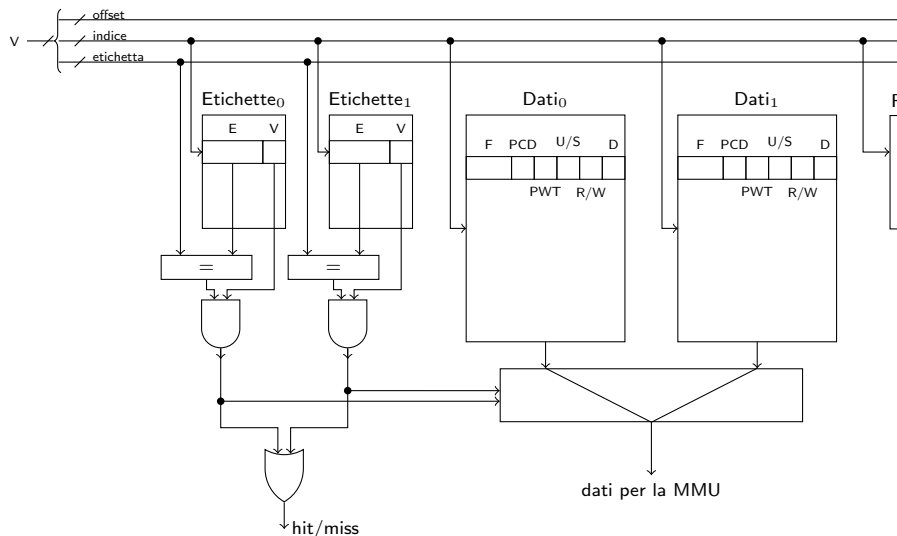 offset
V
indice
etichetta
Etichette0 Etichette1 Dati0 Dati1 F
E V E V
F PCD U/S D F PCD U/S D
PWT R/W PWT R/W
= =
dati per la MMU
hit/miss